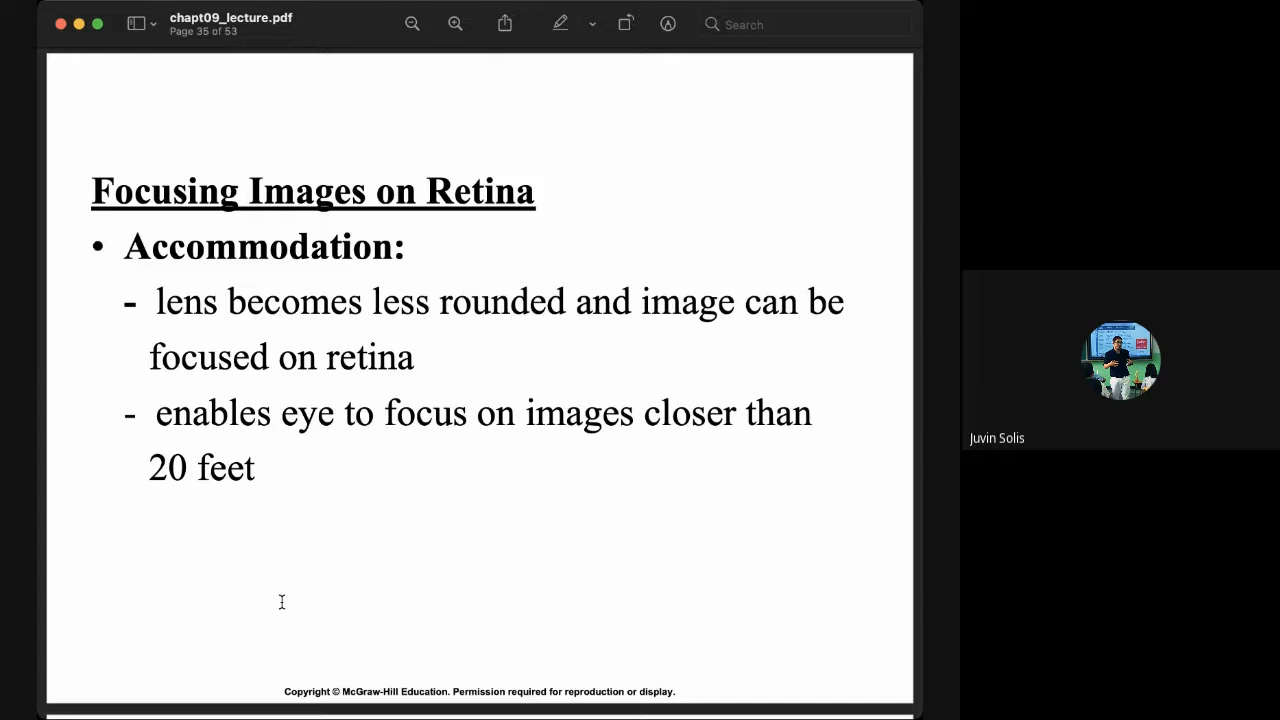 chapt09_lecture.pdf
Page 35 of 53
Search
Focusing Images on Retina
• Accommodation:
- lens becomes less rounded and image can be
focused on retina
- enables eye to focus on images closer than
20 feet
Copyright © McGraw-Hill Education. Permission required for reproduction or display.
Juvin Solis